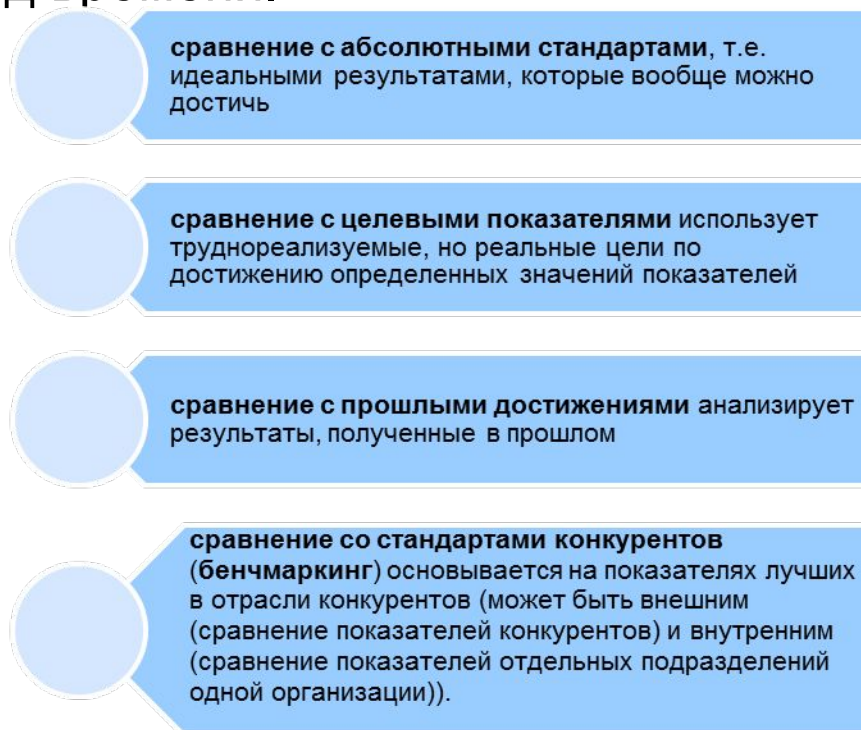 сравнение с абсолютными стандартами, т.е.
идеальными результатами, которые вообще можно
достичь
сравнение с целевыми показателями использует
труднореализуемые, но реальные цели по
достижению определенных значений показателей
сравнение с прошлыми достижениями анализирует
результаты, полученные в прошлом
сравнение со стандартами конкурентов
(бенчмаркинг) основывается на показателях лучших
в отрасли конкурентов (может быть внешним
(сравнение показателей конкурентов) и внутренним
(сравнение показателей отдельных подразделений
одной организации)).